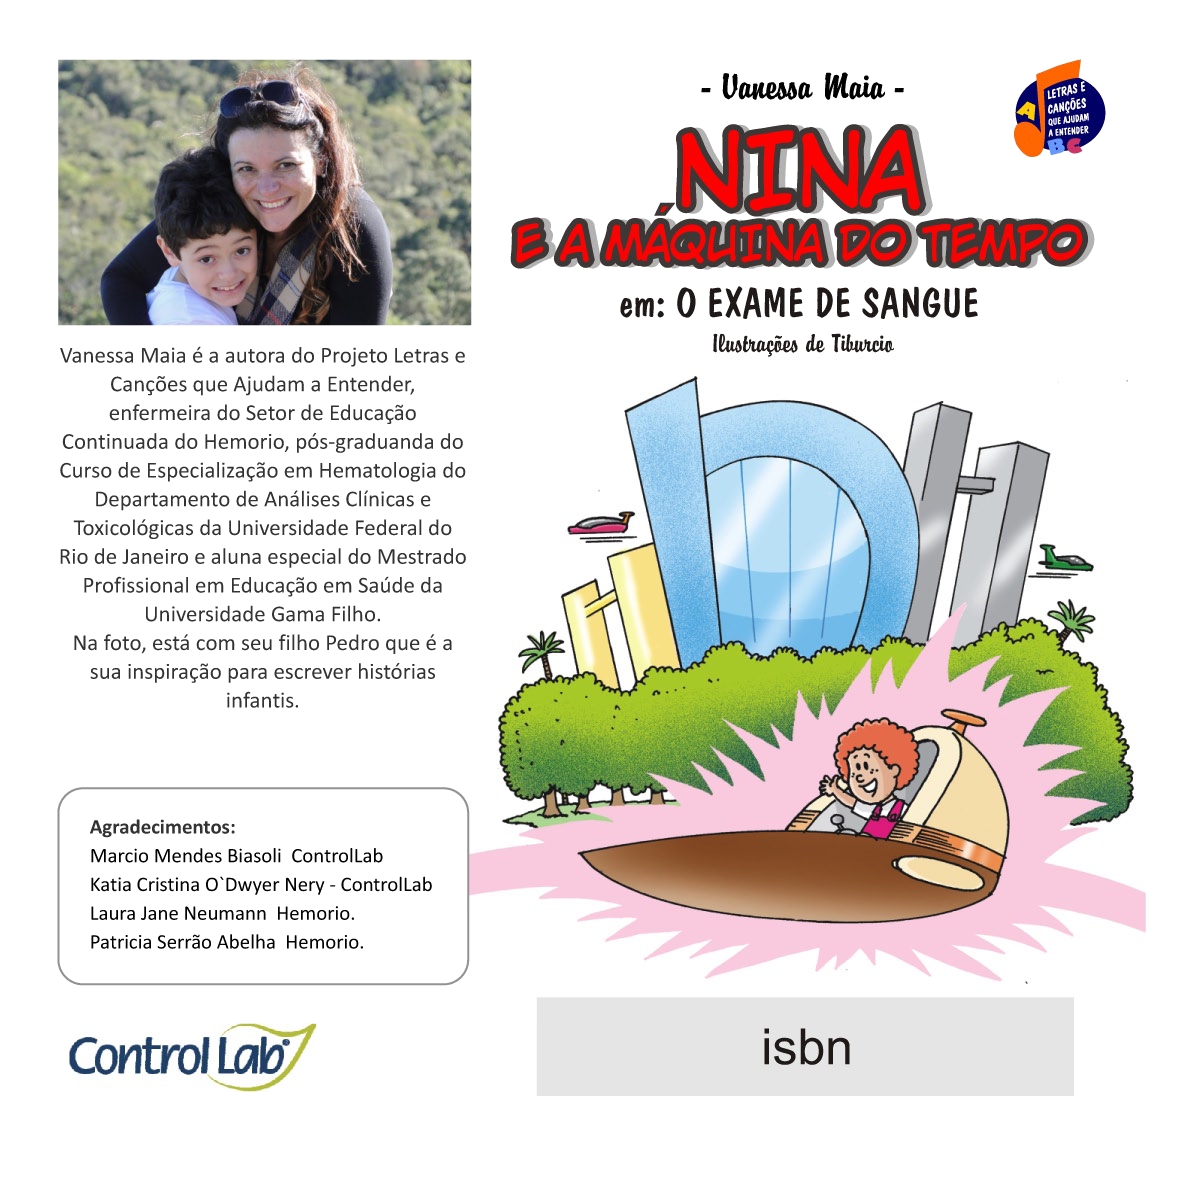 Vanessa Maia é a autora do Projeto Letras e
Canções que Ajudam a Entender,
enfermeira do Setor de Educação
Continuada do Hemorio, pós-graduanda do
Curso de Especialização em Hematologia do
Departamento de Análises Clínicas e
Toxicológicas da Universidade Federal do
Rio de Janeiro e aluna especial do Mestrado
Profissional em Educação em Saúde da
Universidade Gama Filho.
Na foto, está com seu filho Pedro que é a
sua inspiração para escrever histórias
infantis.
Agradecimentos:
Marcio Mendes Biasoli  ControlLab
Katia Cristina O`Dwyer Nery - ControlLab
Laura Jane Neumann  Hemorio.
Patricia Serrão Abelha  Hemorio.
Control Lab
- Vanessa Maia -
NINA
E A MÁQUINA DO TEMPO
em: O EXAME DE SANGUE
Ilustrações de Tiburcio
LETRAS E
CANÇÕES
QUE AJUDAM
A ENTENDER
A
B C
isbn